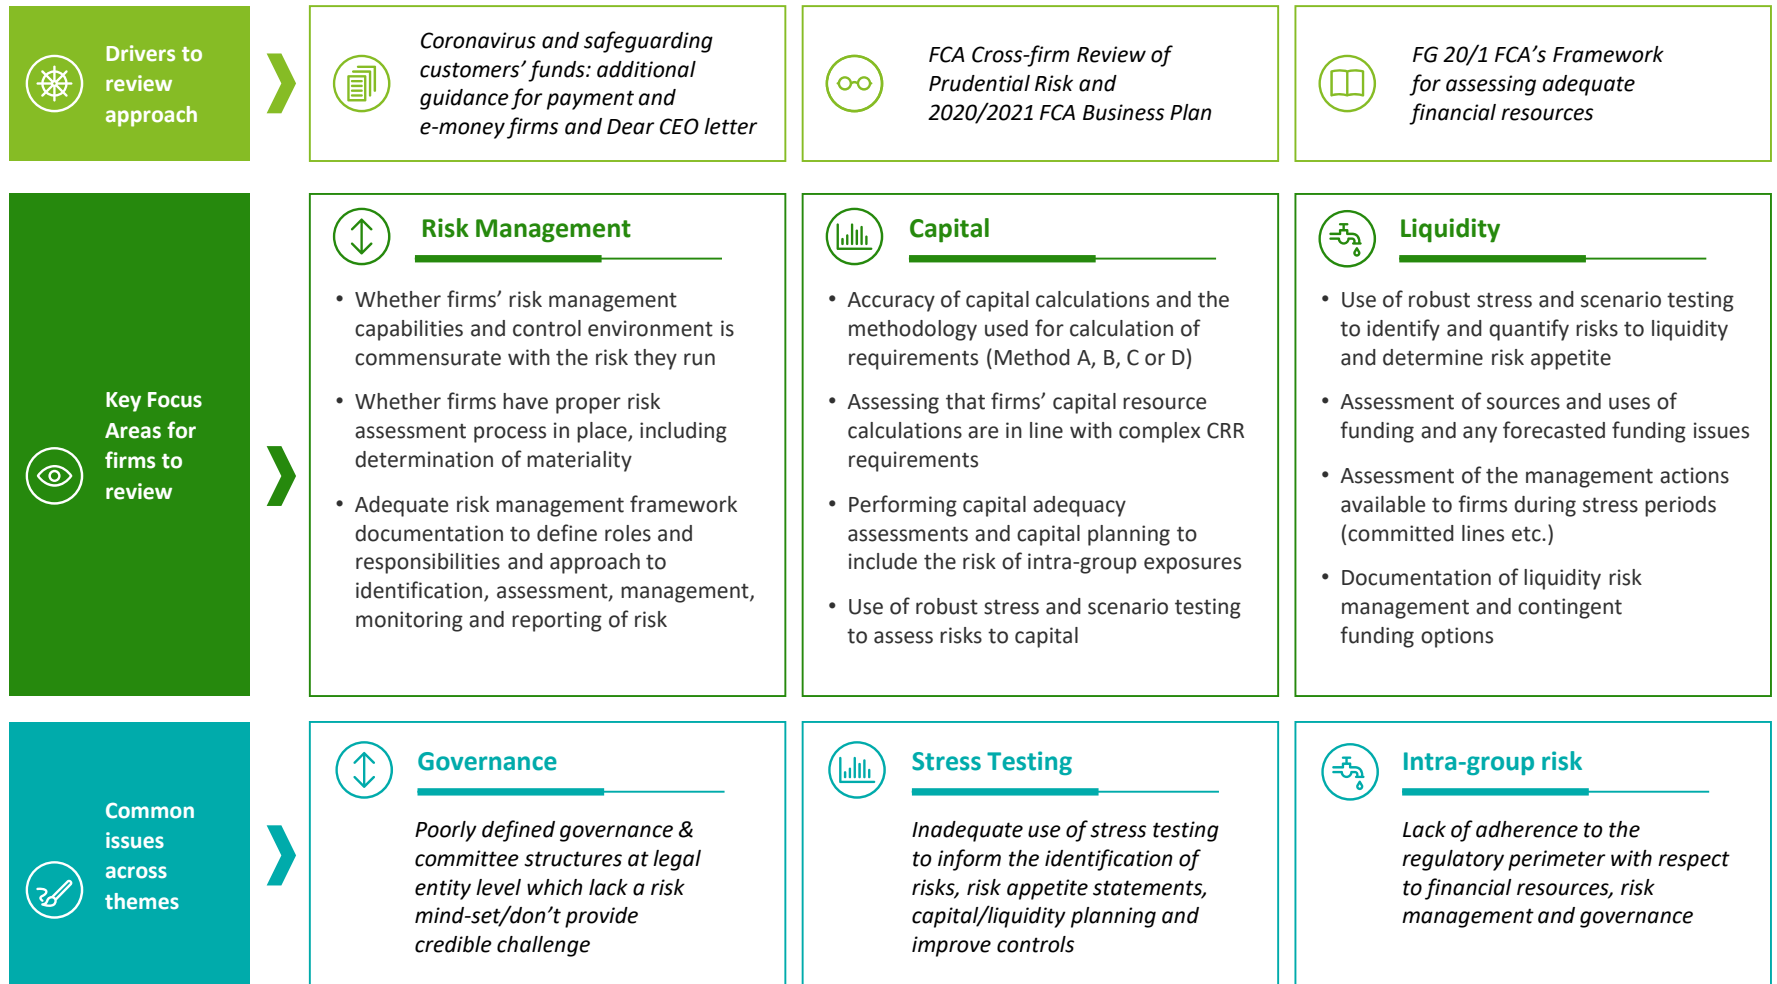 Drivers to
review
approach
Coronavirus and safeguarding
customers’ funds: additional
guidance for payment and
e-money firms and Dear CEO letter
FCA Cross-firm Review of
Prudential Risk and
2020/2021 FCA Business Plan
FG 20/1 FCA’s Framework
for assessing adequate
financial resources
Key Focus
Areas for
firms to
review
Risk Management
• Whether firms’ risk management
capabilities and control environment is
commensurate with the risk they run
• Whether firms have proper risk
assessment process in place, including
determination of materiality
• Adequate risk management framework
documentation to define roles and
responsibilities and approach to
identification, assessment, management,
monitoring and reporting of risk
Capital
• Accuracy of capital calculations and the
methodology used for calculation of
requirements (Method A, B, C or D)
• Assessing that firms’ capital resource
calculations are in line with complex CRR
requirements
• Performing capital adequacy
assessments and capital planning to
include the risk of intra-group exposures
• Use of robust stress and scenario testing
to assess risks to capital
Liquidity
• Use of robust stress and scenario testing
to identify and quantify risks to liquidity
and determine risk appetite
• Assessment of sources and uses of
funding and any forecasted funding issues
• Assessment of the management actions
available to firms during stress periods
(committed lines etc.)
• Documentation of liquidity risk
management and contingent
funding options
Common
issues
across
themes
Governance
Poorly defined governance &
committee structures at legal
entity level which lack a risk
mind-set/don’t provide
credible challenge
Stress Testing
Inadequate use of stress testing
to inform the identification of
risks, risk appetite statements,
capital/liquidity planning and
improve controls
Intra-group risk
Lack of adherence to the
regulatory perimeter with respect
to financial resources, risk
management and governance